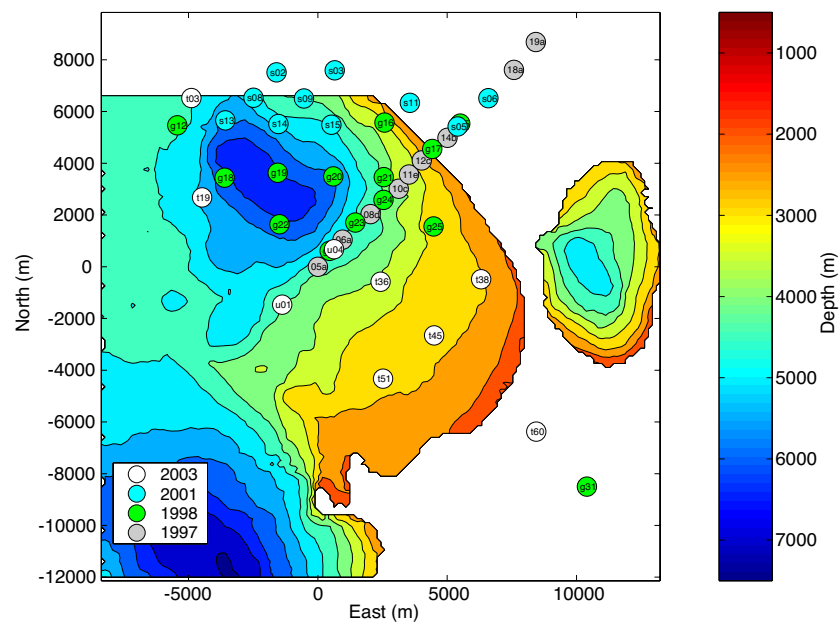 8000
6000
4000
2000
0
-2000
-4000
-6000
-8000
-10000
-12000
North (m)
-5000
0
5000
10000
East (m)
1000
2000
3000
4000
5000
6000
7000
Depth (m)
19a
18a
s02
s03
t03
s08
s09
s11
s06
g12
s13
s14
s15
g16
s05
14b
g17
12c
g18
g19
g20
g21
11e
10c
t19
g24
g22
g23
08d
g25
06a
u04
05a
t36
t38
u01
t45
t51
t60
g31
2003
2001
1998
1997